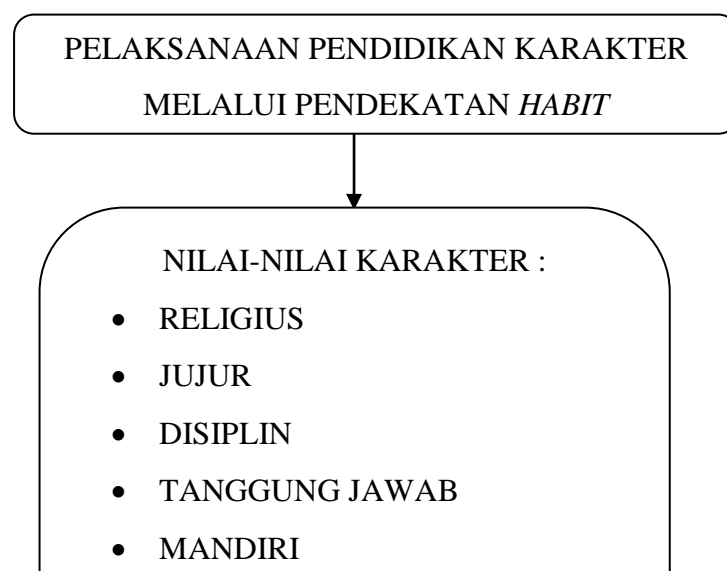 PELAKSANAAN PENDIDIKAN KARAKTER
MELALUI PENDEKATAN HABIT
NILAI-NILAI KARAKTER :
• RELIGIUS
• JUJUR
• DISIPLIN
• TANGGUNG JAWAB
• MANDIRI